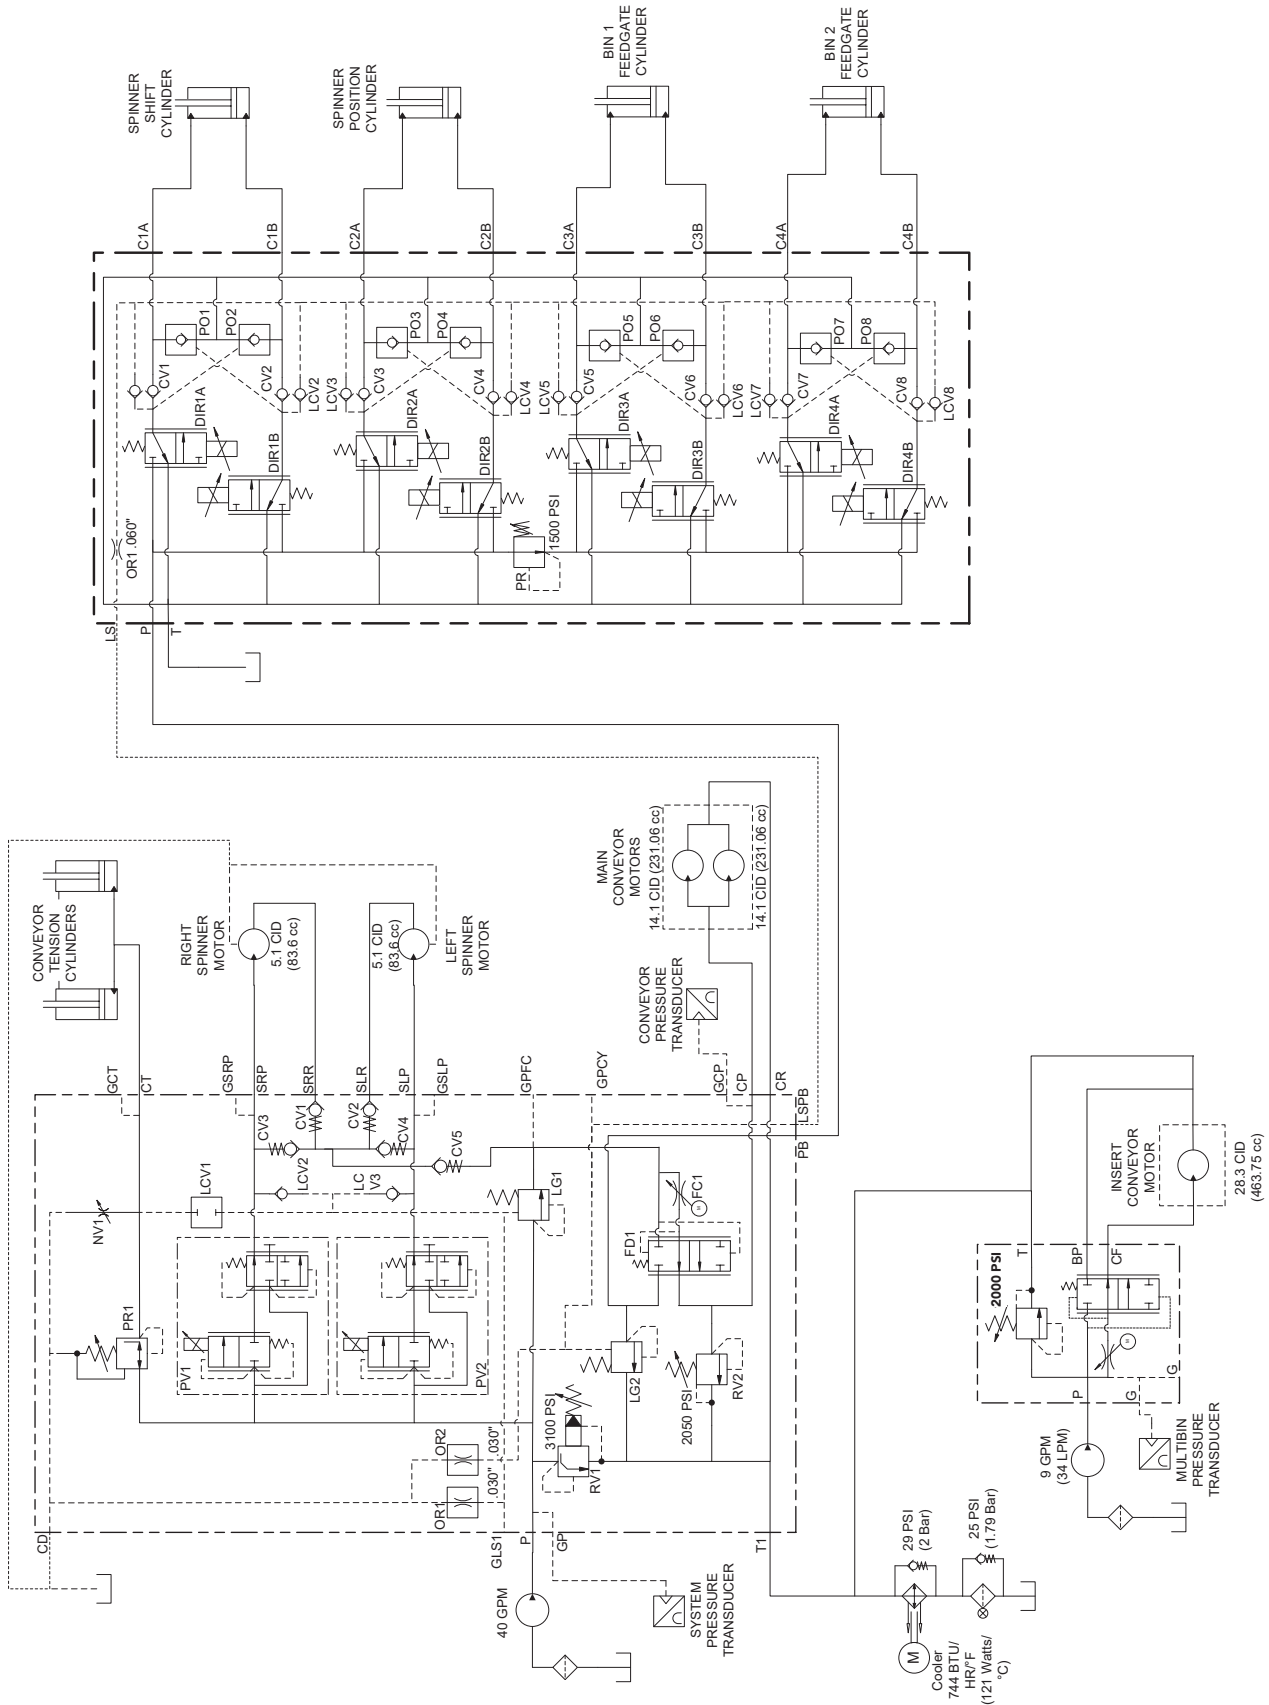 SPINNER
SHIFT
CYLINDER
SPINNER
POSITION
CYLINDER
BIN 1
FEEDGATE
CYLINDER
BIN 2
FEEDGATE
CYLINDER
C1A
C1B
C2A
C2B
C3A
C3B
C4A
C4B
PO1
PO2
PO3
PO4
PO5
PO6
PO7
PO8
CV1
CV2
LCV2
LCV3
CV3
CV4
LCV4
LCV5
CV5
CV6
LCV6
LCV7
CV7
CV8
LCV8
DIR1A
DIR1B
DIR2A
DIR2B
DIR3A
DIR3B
DIR4A
DIR4B
OR1 .060"
PR
1500 PSI
LS
P
T
CONVEYOR
TENSION
CYLINDERS
RIGHT
SPINNER
MOTOR
5.1 CID
(83.6 cc)
5.1 CID
(83.6 cc)
LEFT
SPINNER
MOTOR
MAIN
CONVEYOR
MOTORS
14.1 CID (231.06 cc)
14.1 CID (231.06 cc)
CONVEYOR
PRESSURE
TRANSDUCER
GCT
CT
GSRP
SRP
SRR
SLR
SLP
GSLP
GPFC
GPCY
GCP
CP
CR
LSPB
PB
CV3
CV1
CV2
CV4
CV5
LCV2
LC
V3
LCV1
NV1
LG1
FC1
M
FD1
PR1
PV1
PV2
LG2
RV2
2050 PSI
3100 PSI
RV1
OR2
.030"
OR1
.030"
CD
GLS1
P
GP
T1
40 GPM
SYSTEM
PRESSURE
TRANSDUCER
INSERT
CONVEYOR
MOTOR
28.3 CID
(463.75 cc)
T
BP
CF
2000 PSI
M
P
G
G
9 GPM
(34 LPM)
MULTIBIN
PRESSURE
TRANSDUCER
29 PSI
(2 Bar)
25 PSI
(1.79 Bar)
M
Cooler
744 BTU/
HR/°F
(121 Watts/
°C)